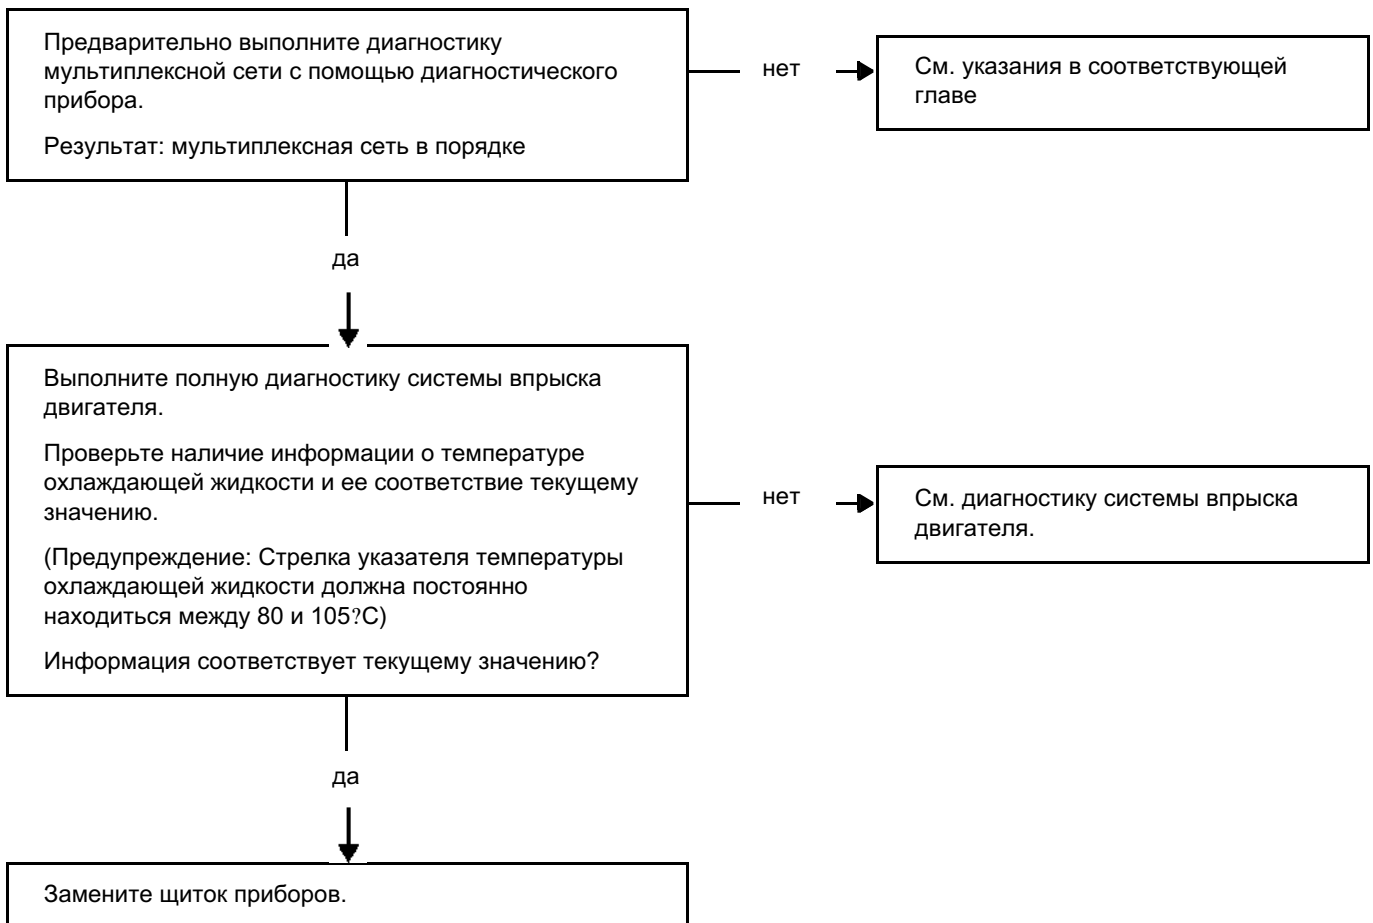 Предварительно выполните диагностику
мультиплексной сети с помощью диагностического
прибора.
Результат: мультиплексная сеть в порядке
нет
См. указания в соответствующей
главе
да
Выполните полную диагностику системы впрыска
двигателя.
Проверьте наличие информации о температуре
охлаждающей жидкости и ее соответствие текущему
значению.
(Предупреждение: Стрелка указателя температуры
охлаждающей жидкости должна постоянно
находиться между 80 и 105?C)
Информация соответствует текущему значению?
нет
См. диагностику системы впрыска
двигателя.
да
Замените щиток приборов.